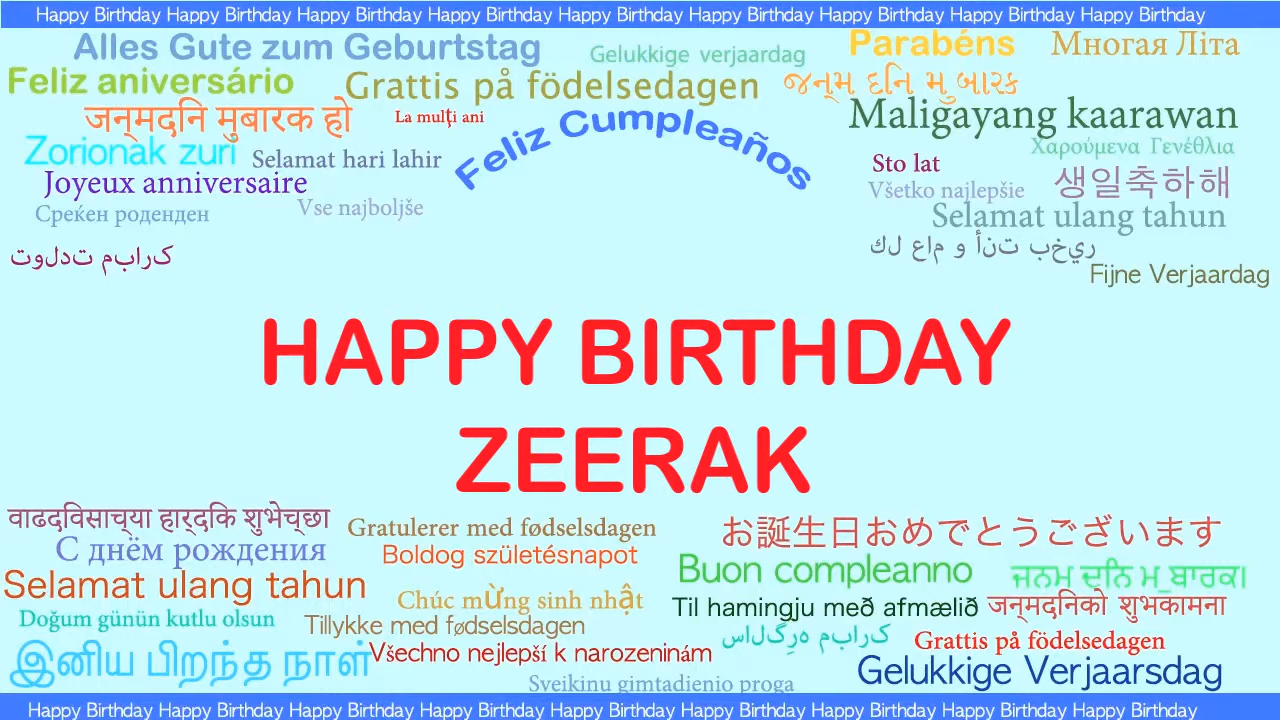 Happy Birthday Happy Birthday Happy Birthday Happy Birthday Happy Birthday Happy Birthday Happy Birthday Happy Birthday Happy Birthday
Alles Gute zum Geburtstag
Gelukkige verjaardag
Parabéns
Многая Літа
Feliz aniversário
Grattis på födelsedagen
જન્મ દનિ મુબારક
जन्मदनि मुबारक हो
La mulţi ani
Feliz Cumpleaños
Maligayang kaarawan
Zorionak zuri
Selamat hari lahir
Sto lat
Χαρούμενα Γενέθλια
Joyeux anniversaire
Všetko najlepšie
생일축하해
Среќен роденден
Vse najboljše
Selamat ulang tahun
تولدت مبارک
كل عام و أنت بخير
Fijne Verjaardag
HAPPY BIRTHDAY
ZEERAK
वाढदविसाच्या हार्दकि शुभेच्छा
Gratulerer med fødselsdagen
お誕生日おめでとうございます
С днём рождения
Boldog születésnapot
Buon compleanno
ਜਨਮ ਦਨਿ ਮੁਬਾਰਕ।
Selamat ulang tahun
Chúc mừng sinh nhật
Til hamingju með afmælið
जन्मदनिको शुभकामना
Doğum günün kutlu olsun
Tillykke med fødselsdagen
سالگرہ مبارک
Grattis på födelsedagen
இனிய பிறந்த நாள்
Všechno nejlepší k narozeninám
Gelukkige Verjaarsdag
Sveikinu gimtadienio proga
Happy Birthday Happy Birthday Happy Birthday Happy Birthday Happy Birthday Happy Birthday Happy Birthday Happy Birthday Happy Birthday